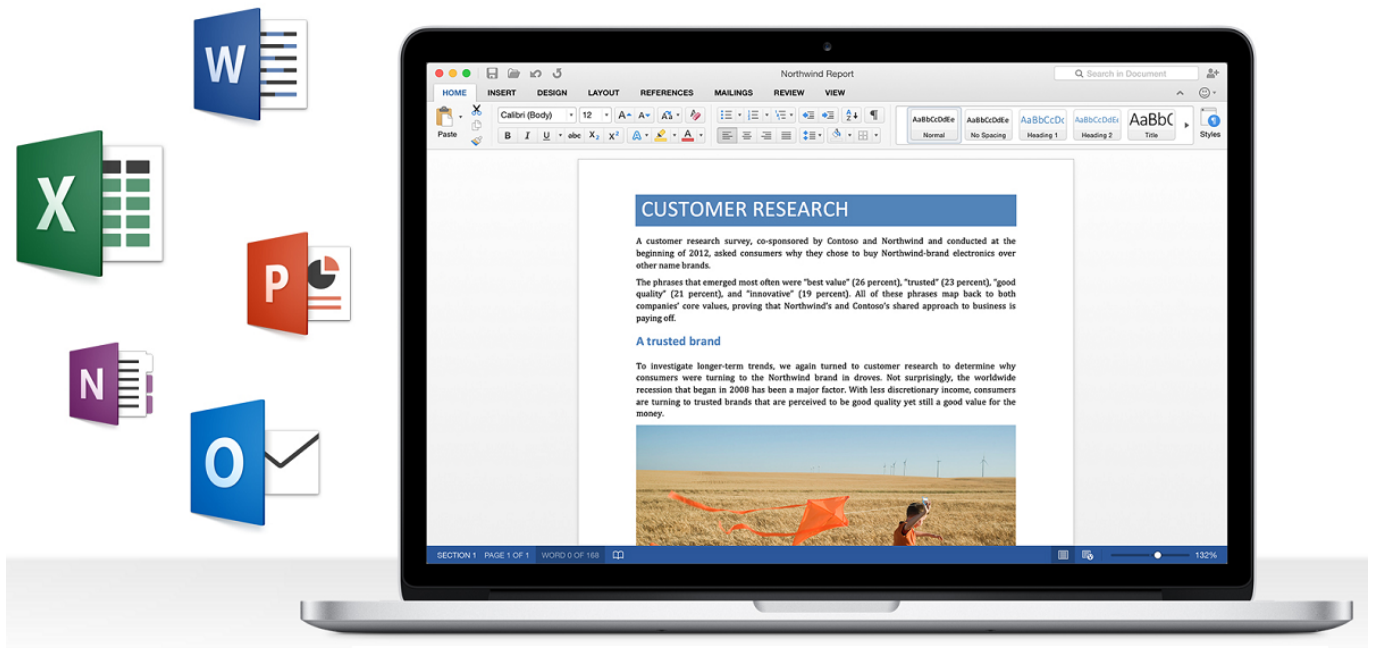 W
X
P
N
O
Northwind Report
Search in Document
HOME INSERT DESIGN LAYOUT REFERENCES MAILINGS REVIEW VIEW
Paste
Calibri (Body) 12 A A Aa
B I U abc X2 X2 A A
AaBbCcDdEe AaBbCcDdEe AaBbCcDc AaBbCcDdEe AaBb(
Normal No Spacing Heading 1 Heading 2 Title Styles
CUSTOMER RESEARCH
A customer research survey, co-sponsored by Contoso and Northwind and conducted at the
beginning of 2012, asked consumers why they chose to buy Northwind-brand electronics over
other name brands.
The phrases that emerged most often were "best value" (26 percent), "trusted" (23 percent), "good
quality" (21 percent), and "innovative" (19 percent). All of these phrases map back to both
companies' core values, proving that Northwind's and Contoso's shared approach to business is
paying off.
A trusted brand
To investigate longer-term trends, we again turned to customer research to determine why
consumers were turning to the Northwind brand in droves. Not surprisingly, the worldwide
recession that began in 2008 has been a major factor. With less discretionary income, consumers
are turning to trusted brands that are perceived to be good quality yet still a good value for the
money.
SECTION 1 PAGE 1 OF 1 WORD 0 OF 168 132%